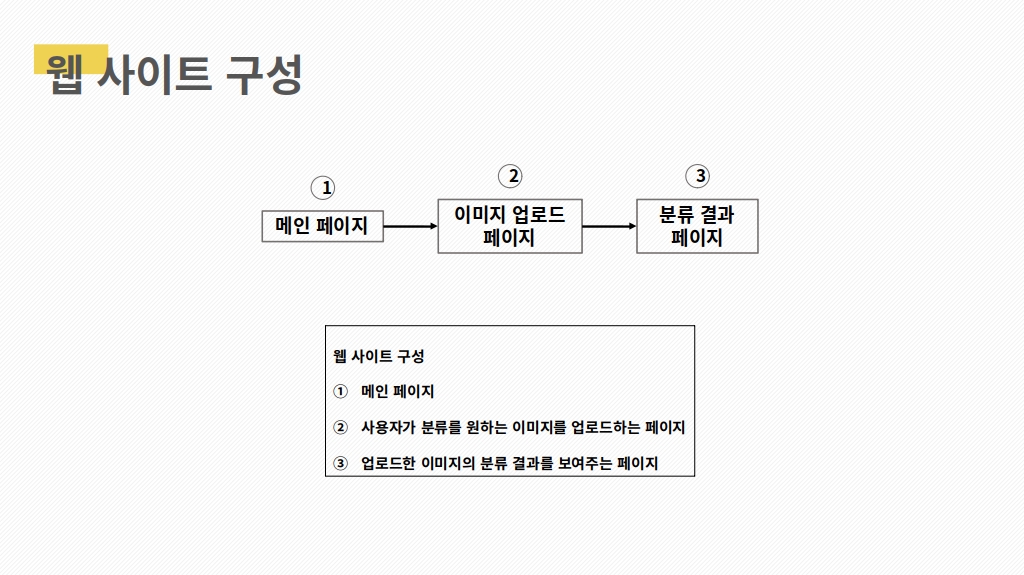 웹 사이트 구성
①
②
③
메인 페이지
이미지 업로드
페이지
분류 결과
페이지
웹 사이트 구성
① 메인 페이지
② 사용자가 분류를 원하는 이미지를 업로드하는 페이지
③ 업로드한 이미지의 분류 결과를 보여주는 페이지